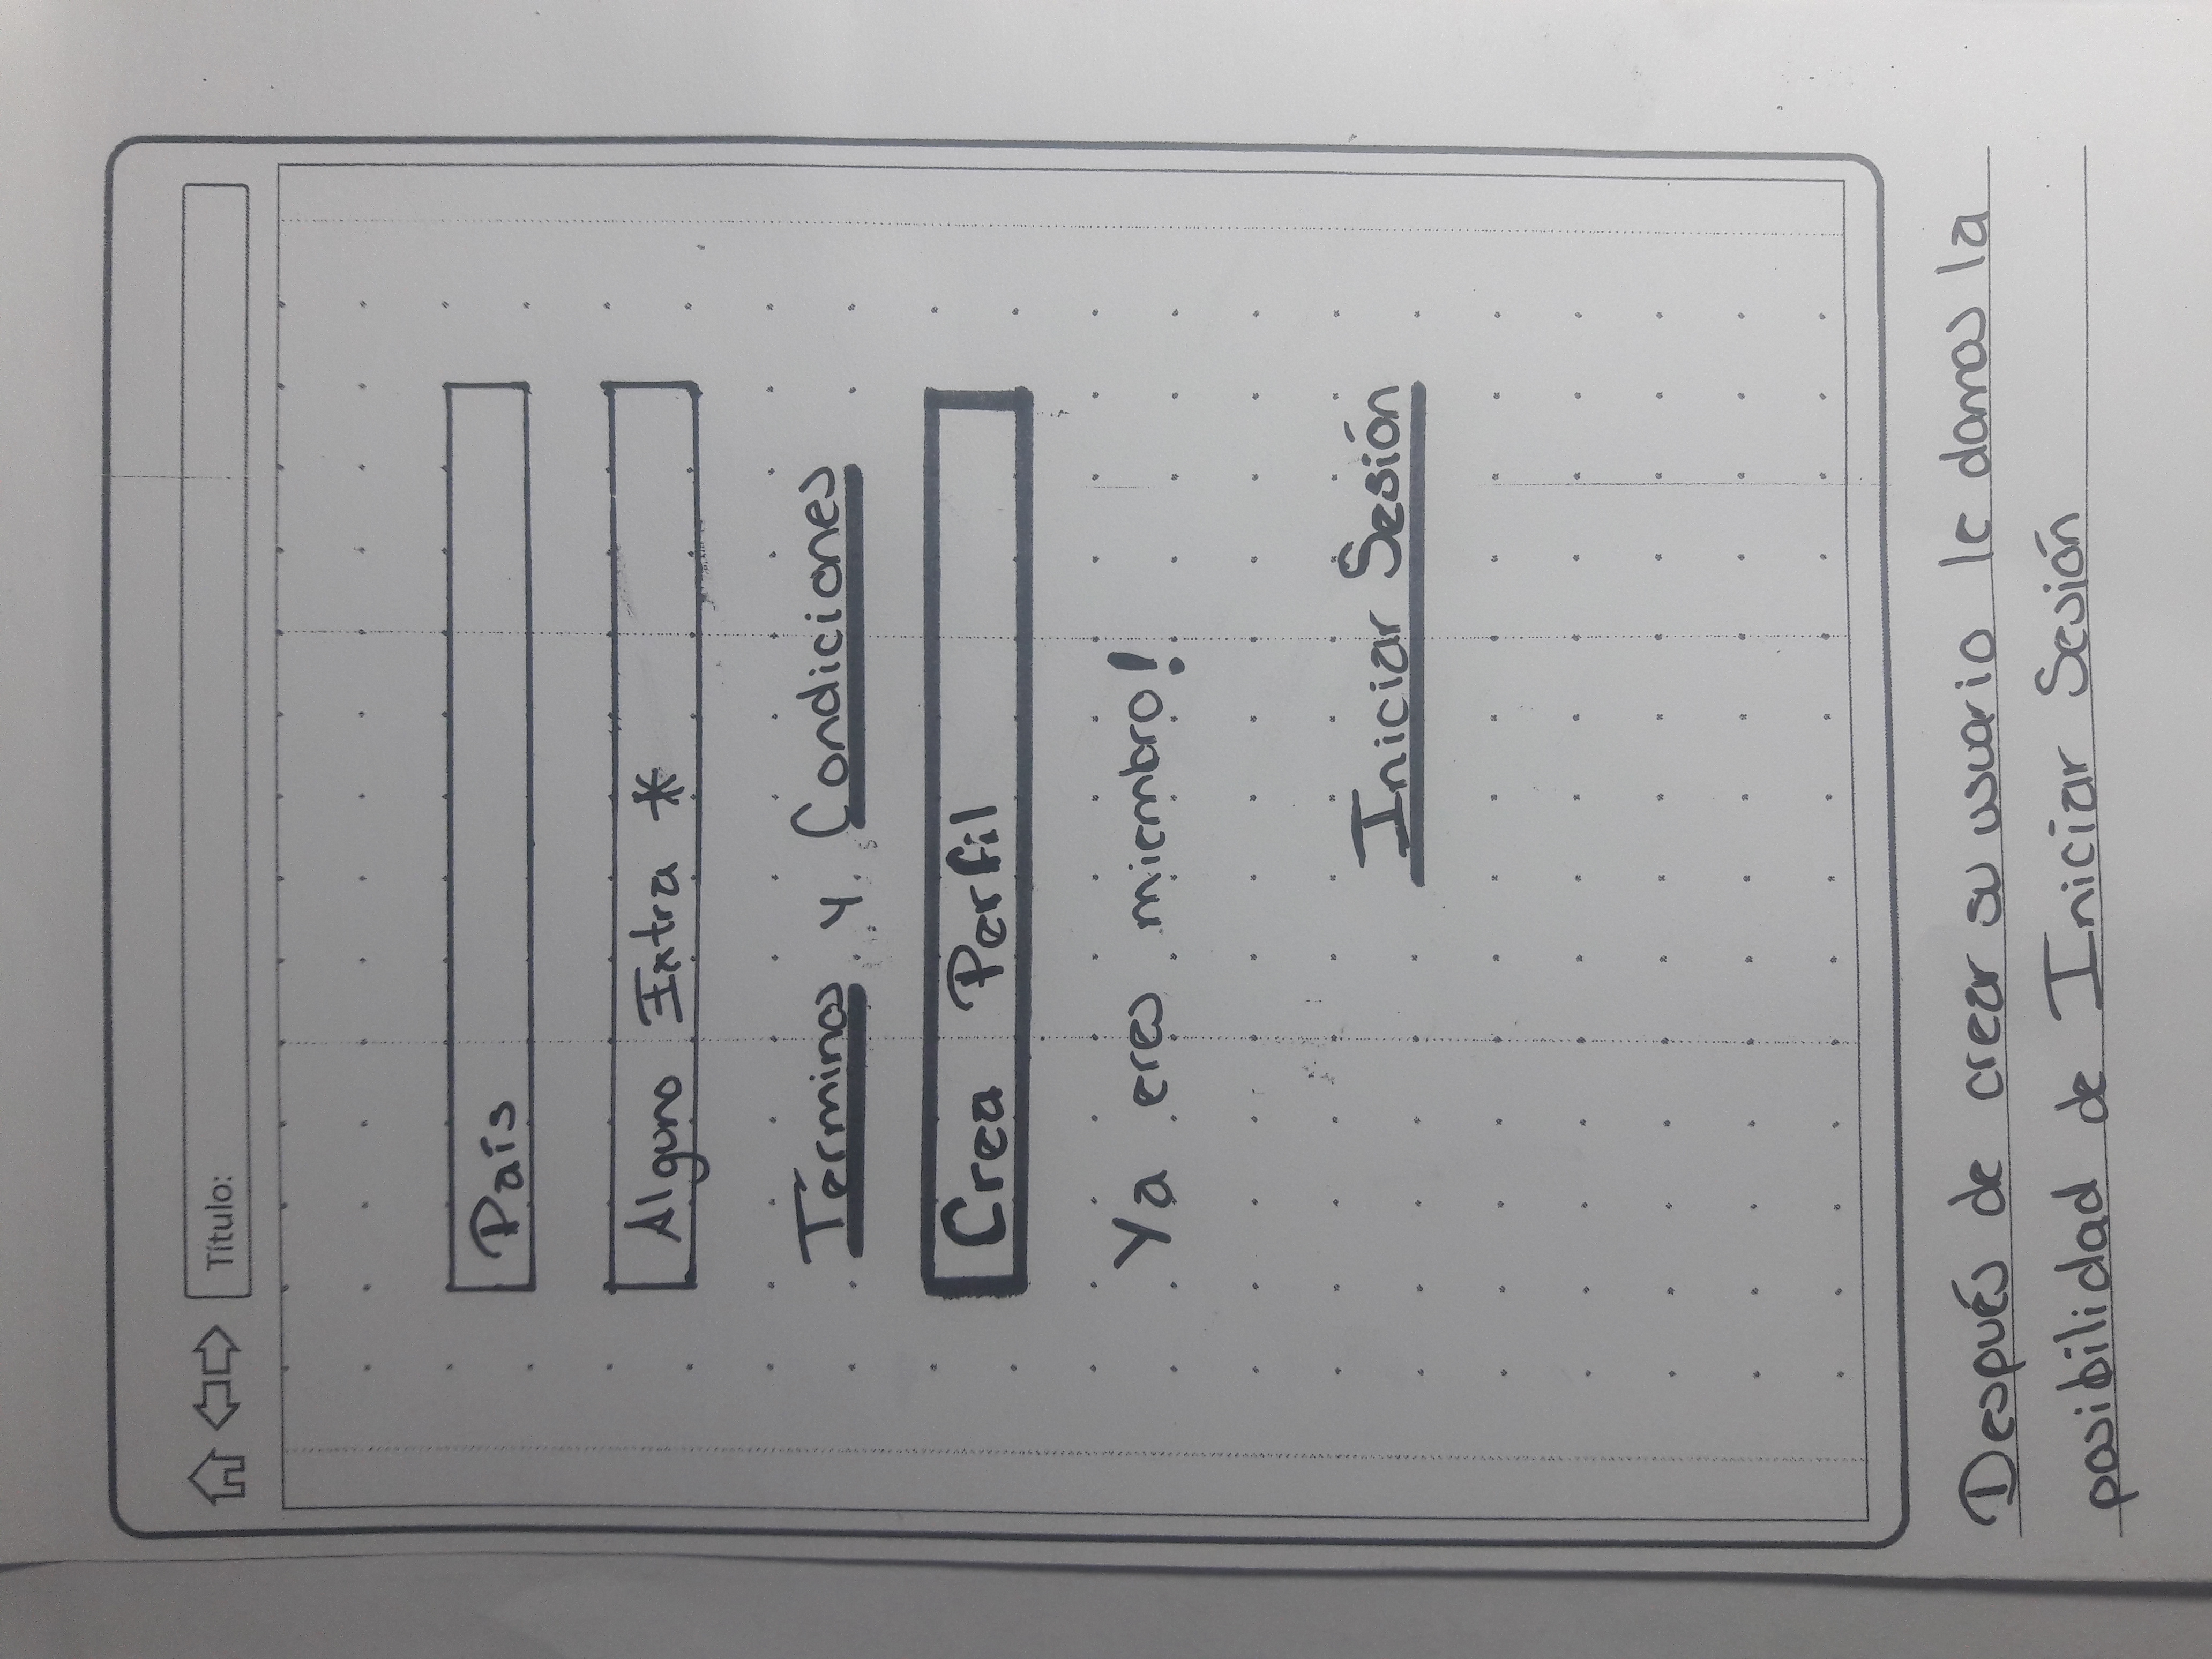 Título:
País
Alguno Extra *
Términos y Condiciones
Crea Perfil
Ya eres miembro!
Iniciar Sesión
Después de crear su usuario le damos la
posibilidad de Iniciar Sesión